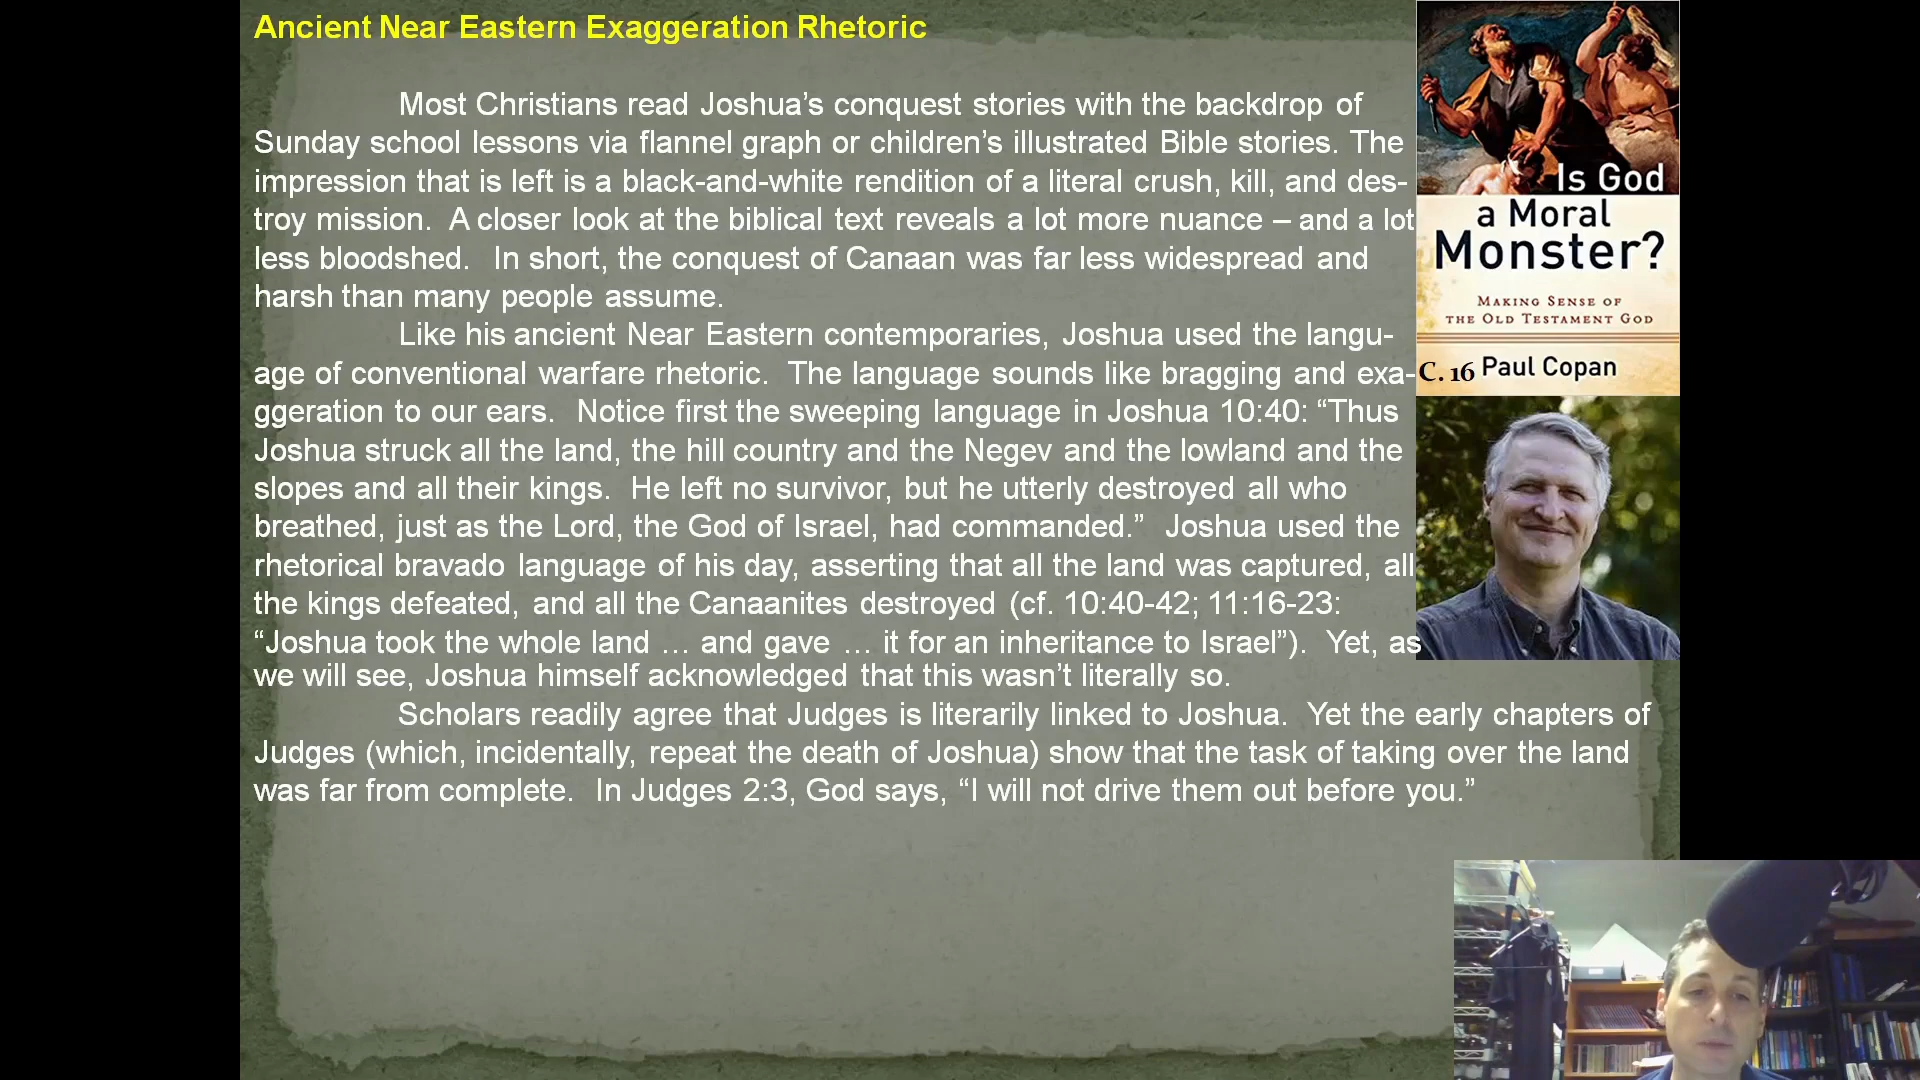 Ancient Near Eastern Exaggeration Rhetoric
Most Christians read Joshua’s conquest stories with the backdrop of
Sunday school lessons via flannel graph or children’s illustrated Bible stories. The
impression that is left is a black-and-white rendition of a literal crush, kill, and des-
troy mission. A closer look at the biblical text reveals a lot more nuance – and a lot
less bloodshed. In short, the conquest of Canaan was far less widespread and
harsh than many people assume.
Like his ancient Near Eastern contemporaries, Joshua used the langu-
age of conventional warfare rhetoric. The language sounds like bragging and exa-
ggeration to our ears. Notice first the sweeping language in Joshua 10:40: “Thus
Joshua struck all the land, the hill country and the Negev and the lowland and the
slopes and all their kings. He left no survivor, but he utterly destroyed all who
breathed, just as the Lord, the God of Israel, had commanded.” Joshua used the
rhetorical bravado language of his day, asserting that all the land was captured, all
the kings defeated, and all the Canaanites destroyed (cf. 10:40-42; 11:16-23:
“Joshua took the whole land … and gave … it for an inheritance to Israel”). Yet, as
we will see, Joshua himself acknowledged that this wasn’t literally so.
Scholars readily agree that Judges is literarily linked to Joshua. Yet the early chapters of
Judges (which, incidentally, repeat the death of Joshua) show that the task of taking over the land
was far from complete. In Judges 2:3, God says, “I will not drive them out before you.”
Is God
a Moral
Monster?
MAKING SENSE OF
THE OLD TESTAMENT GOD
C. 16 Paul Copan